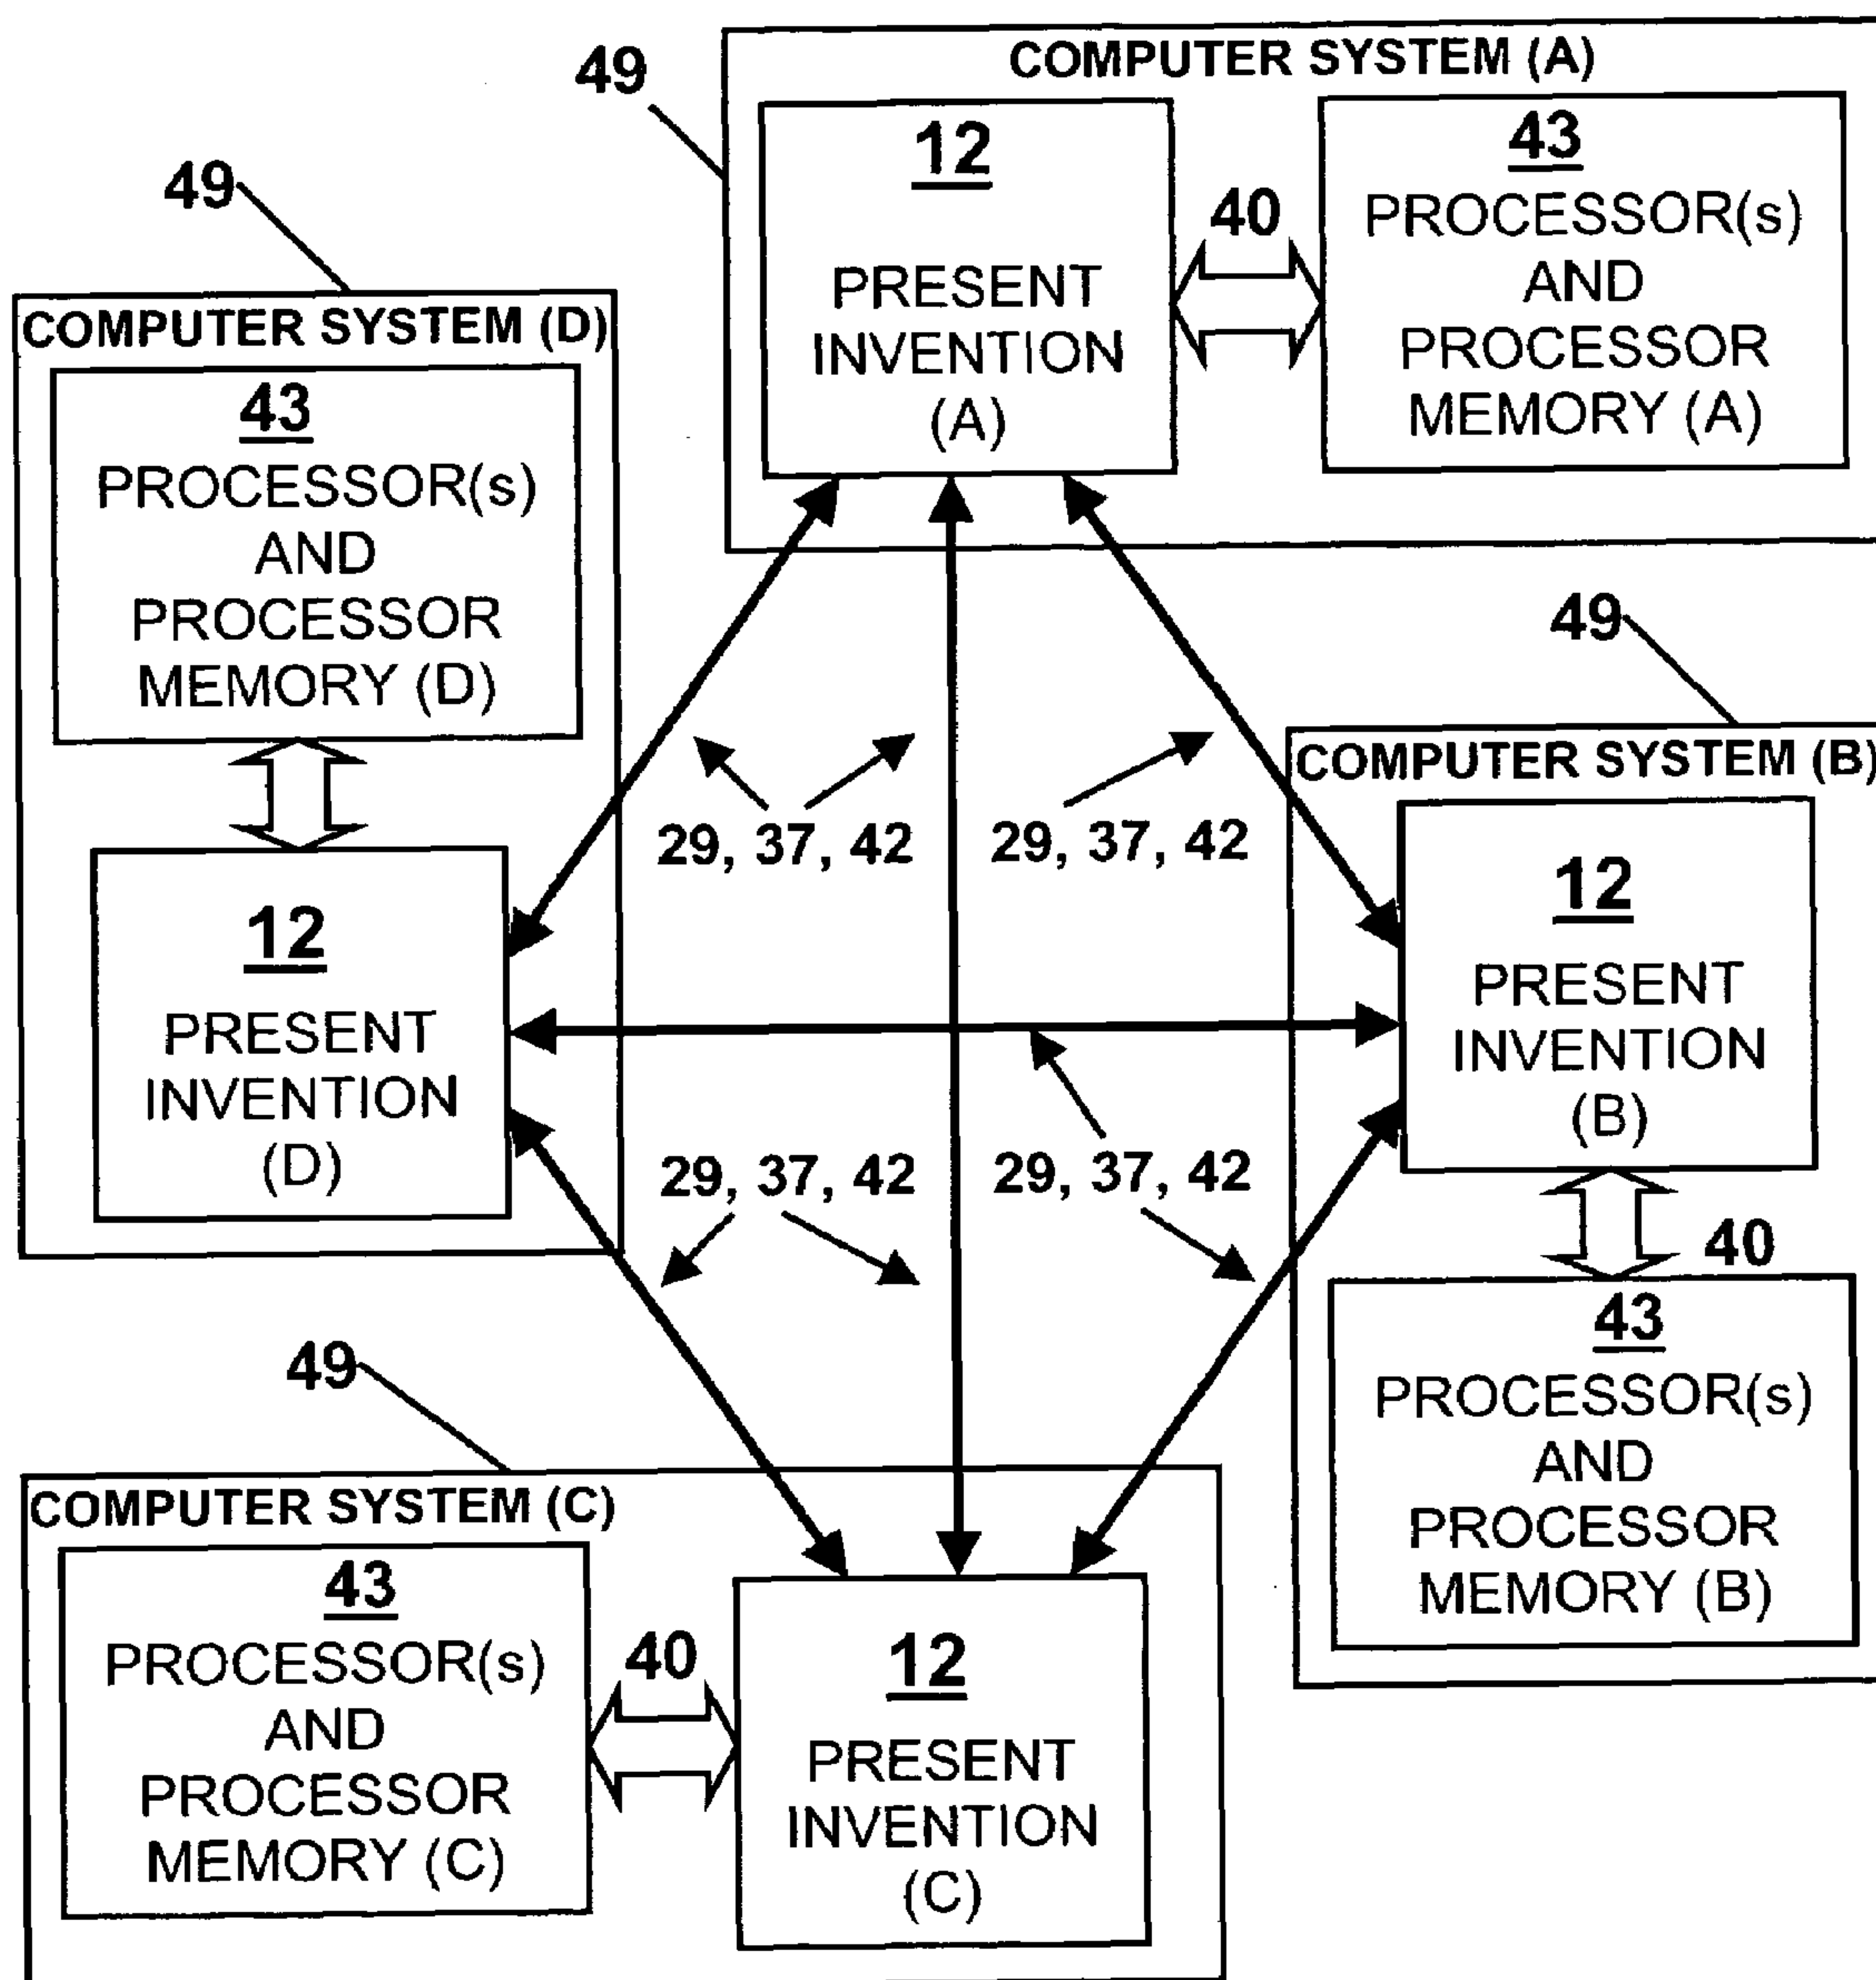 COMPUTER SYSTEM (A)
49
12
PRESENT
INVENTION
(A)
40
43
PROCESSOR(s)
AND
PROCESSOR
MEMORY (A)
49
COMPUTER SYSTEM (D)
43
PROCESSOR(s)
AND
PROCESSOR
MEMORY (D)
12
PRESENT
INVENTION
(D)
29, 37, 42
29, 37, 42
29, 37, 42
29, 37, 42
49
COMPUTER SYSTEM (B)
12
PRESENT
INVENTION
(B)
40
43
PROCESSOR(s)
AND
PROCESSOR
MEMORY (B)
49
COMPUTER SYSTEM (C)
43
PROCESSOR(s)
AND
PROCESSOR
MEMORY (C)
40
12
PRESENT
INVENTION
(C)